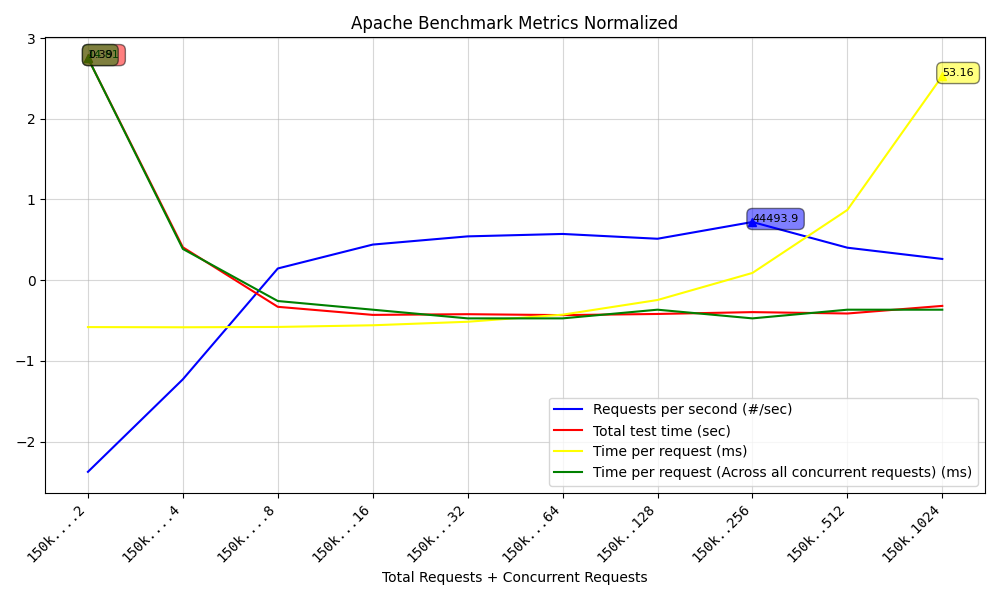 Apache Benchmark Metrics Normalized
3
2
1
0
−1
−2
0.39
53.16
44493.9
Requests per second (#/sec)
Total test time (sec)
Time per request (ms)
Time per request (Across all concurrent requests) (ms)
150k....2
150k....4
150k....8
150k...16
150k...32
150k...64
150k..128
150k..256
150k..512
150k.1024
Total Requests + Concurrent Requests